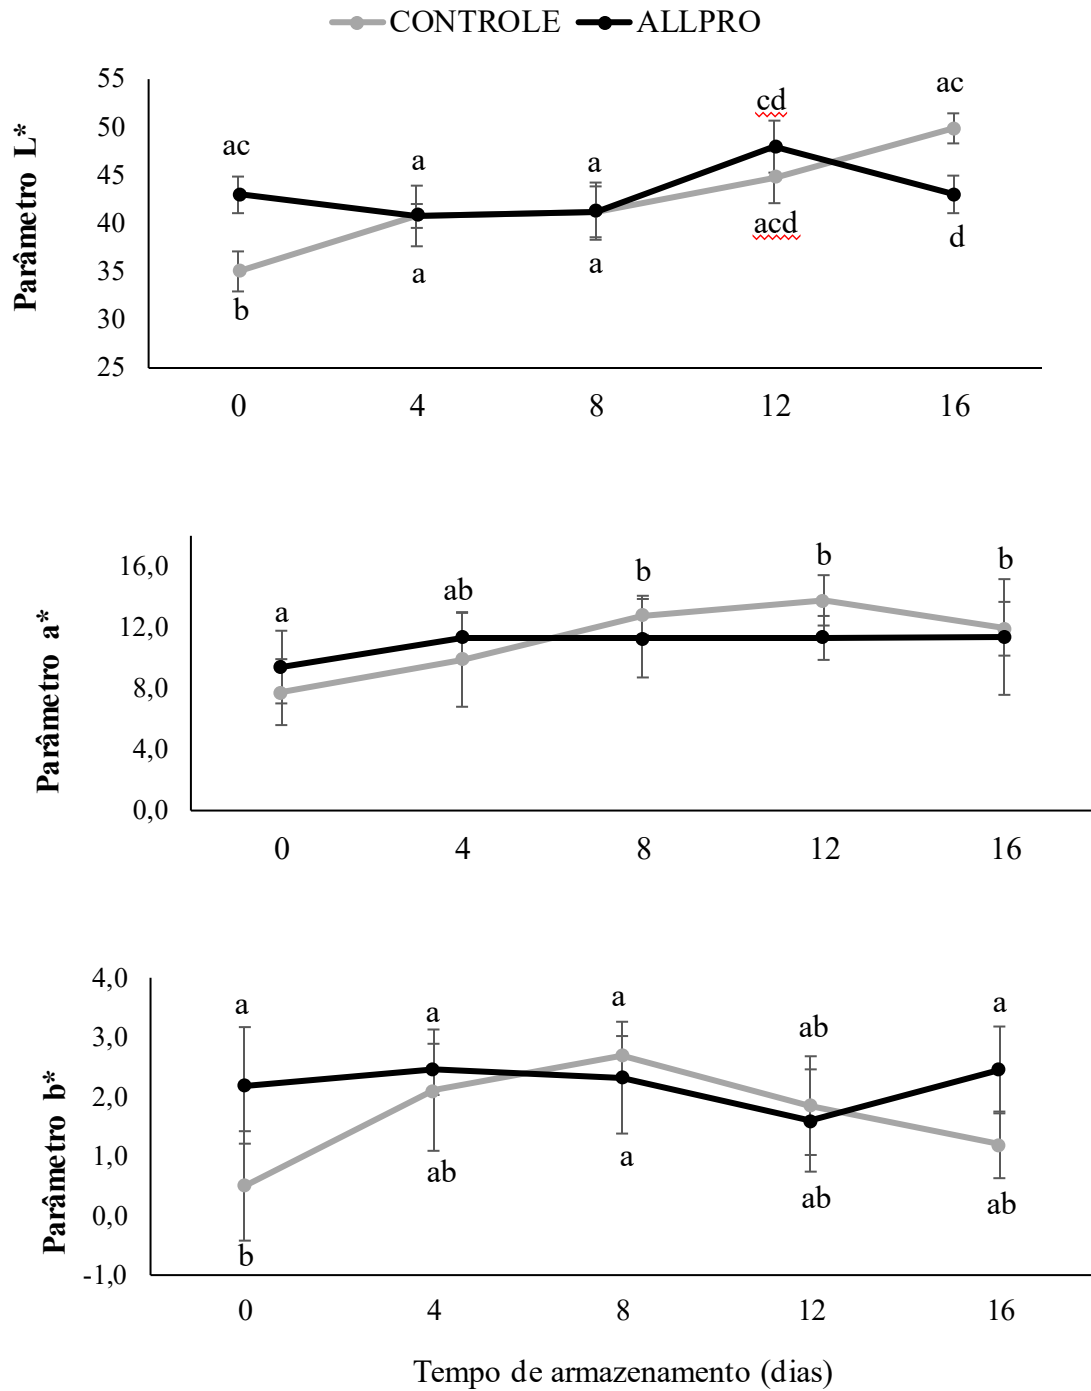 CONTROLE ALLPRO
Parâmetro L*
55
50
45
40
35
30
25
ac
a
a
cd
ac
b
a
a
acd
d
0 4 8 12 16
Parâmetro a*
16,0
12,0
8,0
4,0
0,0
a
ab
b
b
b
0 4 8 12 16
Parâmetro b*
4,0
3,0
2,0
1,0
0,0
-1,0
a
a
a
ab
a
b
ab
a
ab
ab
0 4 8 12 16
Tempo de armazenamento (dias)